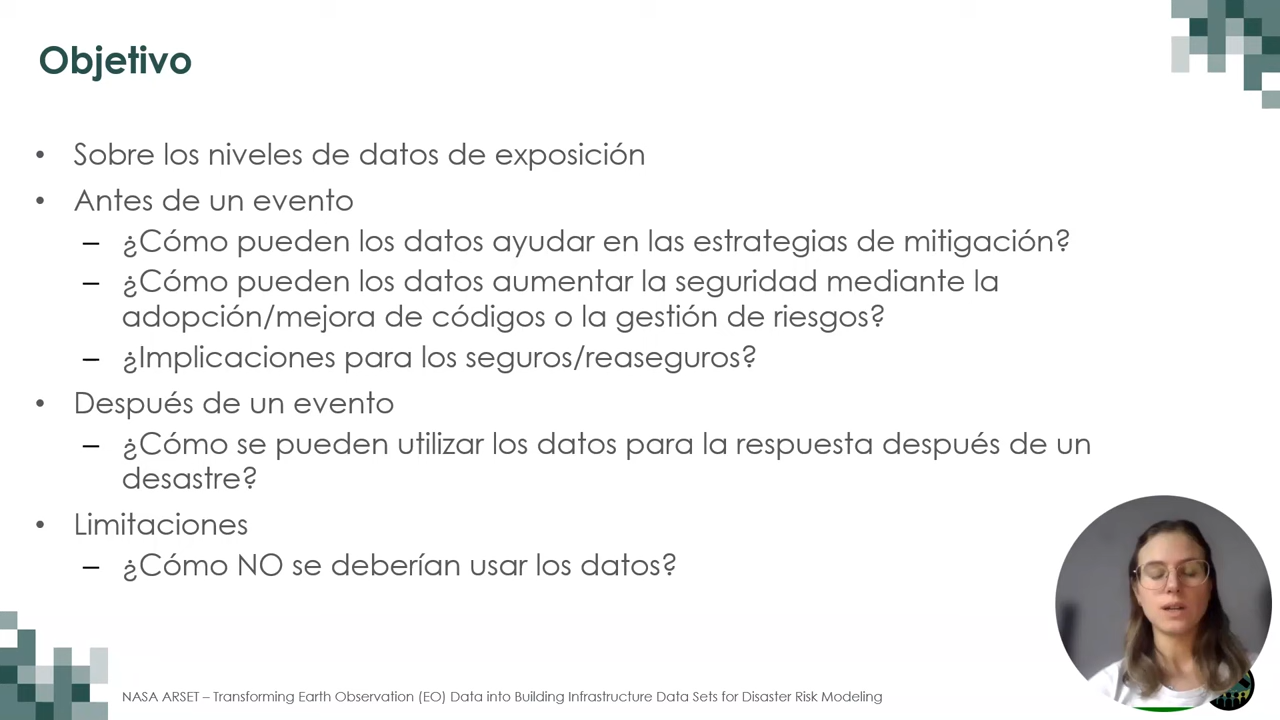 Objetivo
• Sobre los niveles de datos de exposición
• Antes de un evento
– ¿Cómo pueden los datos ayudar en las estrategias de mitigación?
– ¿Cómo pueden los datos aumentar la seguridad mediante la
adopción/mejora de códigos o la gestión de riesgos?
– ¿Implicaciones para los seguros/reaseguros?
• Después de un evento
– ¿Cómo se pueden utilizar los datos para la respuesta después de un
desastre?
• Limitaciones
– ¿Cómo NO se deberían usar los datos?
NASA ARSET – Transforming Earth Observation (EO) Data into Building Infrastructure Data Sets for Disaster Risk Modeling